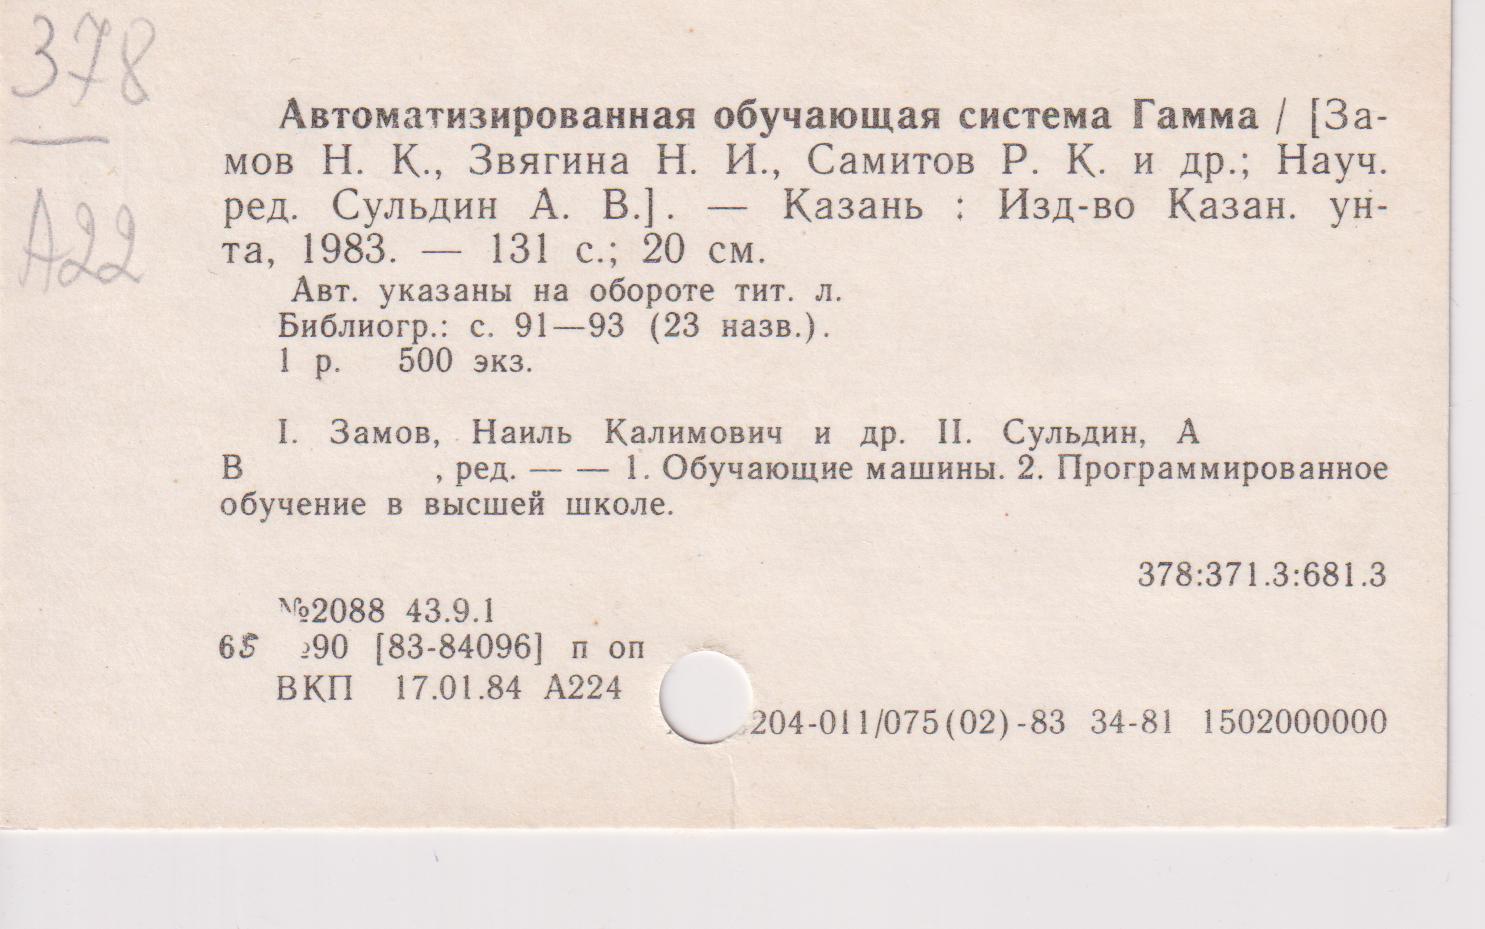 378
А22
Автоматизированная обучающая система Гамма / [За-
мов Н. К., Звягина Н. И., Самитов Р. К. и др.; Науч.
ред. Сульдин А. В.]. — Казань : Изд-во Казан. ун-
та, 1983. — 131 с.; 20 см.
Авт. указаны на обороте тит. л.
Библиогр.: с. 91—93 (23 назв.).
1 р. 500 экз.
I. Замов, Наиль Калимович и др. II. Сульдин, А
В , ред. — — 1. Обучающие машины. 2. Программированное
обучение в высшей школе.
378:371.3:681.3
№2088 43.9.1
65 90 [83-84096] п оп
ВКП 17.01.84 А224
204-011/075(02)-83 34-81 1502000000